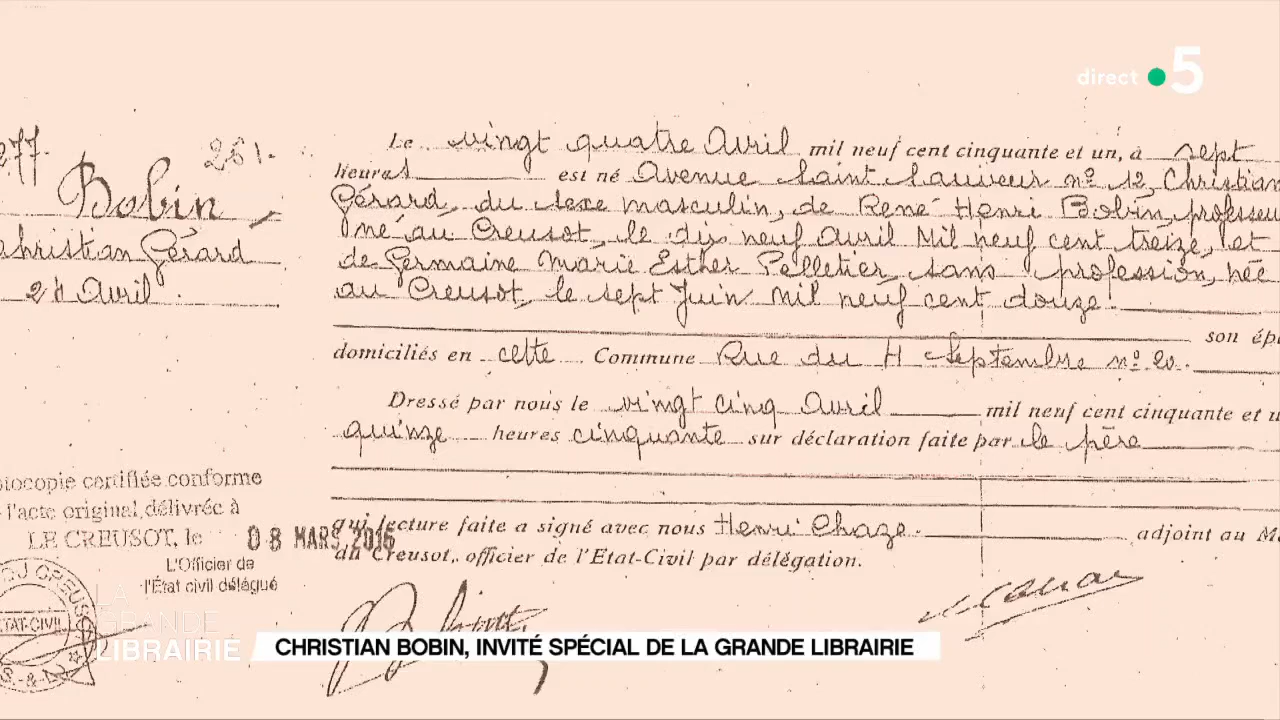 direct 5
277 261.
Bobin
Christian Gérard
24 Avril
Le vingt quatre Avril mil neuf cent cinquante et un, à sept
heures est né Avenue Saint Sauveur nº 12, Christian
Gérard, du sexe masculin, de René Henri Bobin, professeu
né au Creusot, le dix neuf Avril Mil neuf cent treize, et
de Germaine Marie Esther Pelletier, sans profession, née
au Creusot, le sept Juin Mil neuf cent douze.
son ép
domiciliés en cette Commune Rue du 4 Septembre nº 20.
Dressé par nous le vingt cinq Avril mil neuf cent cinquante et u
quinze heures cinquante sur déclaration faite par le père
qui lecture faite a signé avec nous Henri Chaze adjoint au M
du Creusot, officier de l'Etat-Civil par délégation.
otocopie certifiée conforme
l'acte original délivrée à
LE CREUSOT, le 08 MARS 2016
L'Officier de
l'État civil délégué
DU CREUSO
ETAT-CIVIL
S.-&-L.
Bobin
LA
GRANDE
LIBRAIRIE
CHRISTIAN BOBIN, INVITÉ SPÉCIAL DE LA GRANDE LIBRAIRIE